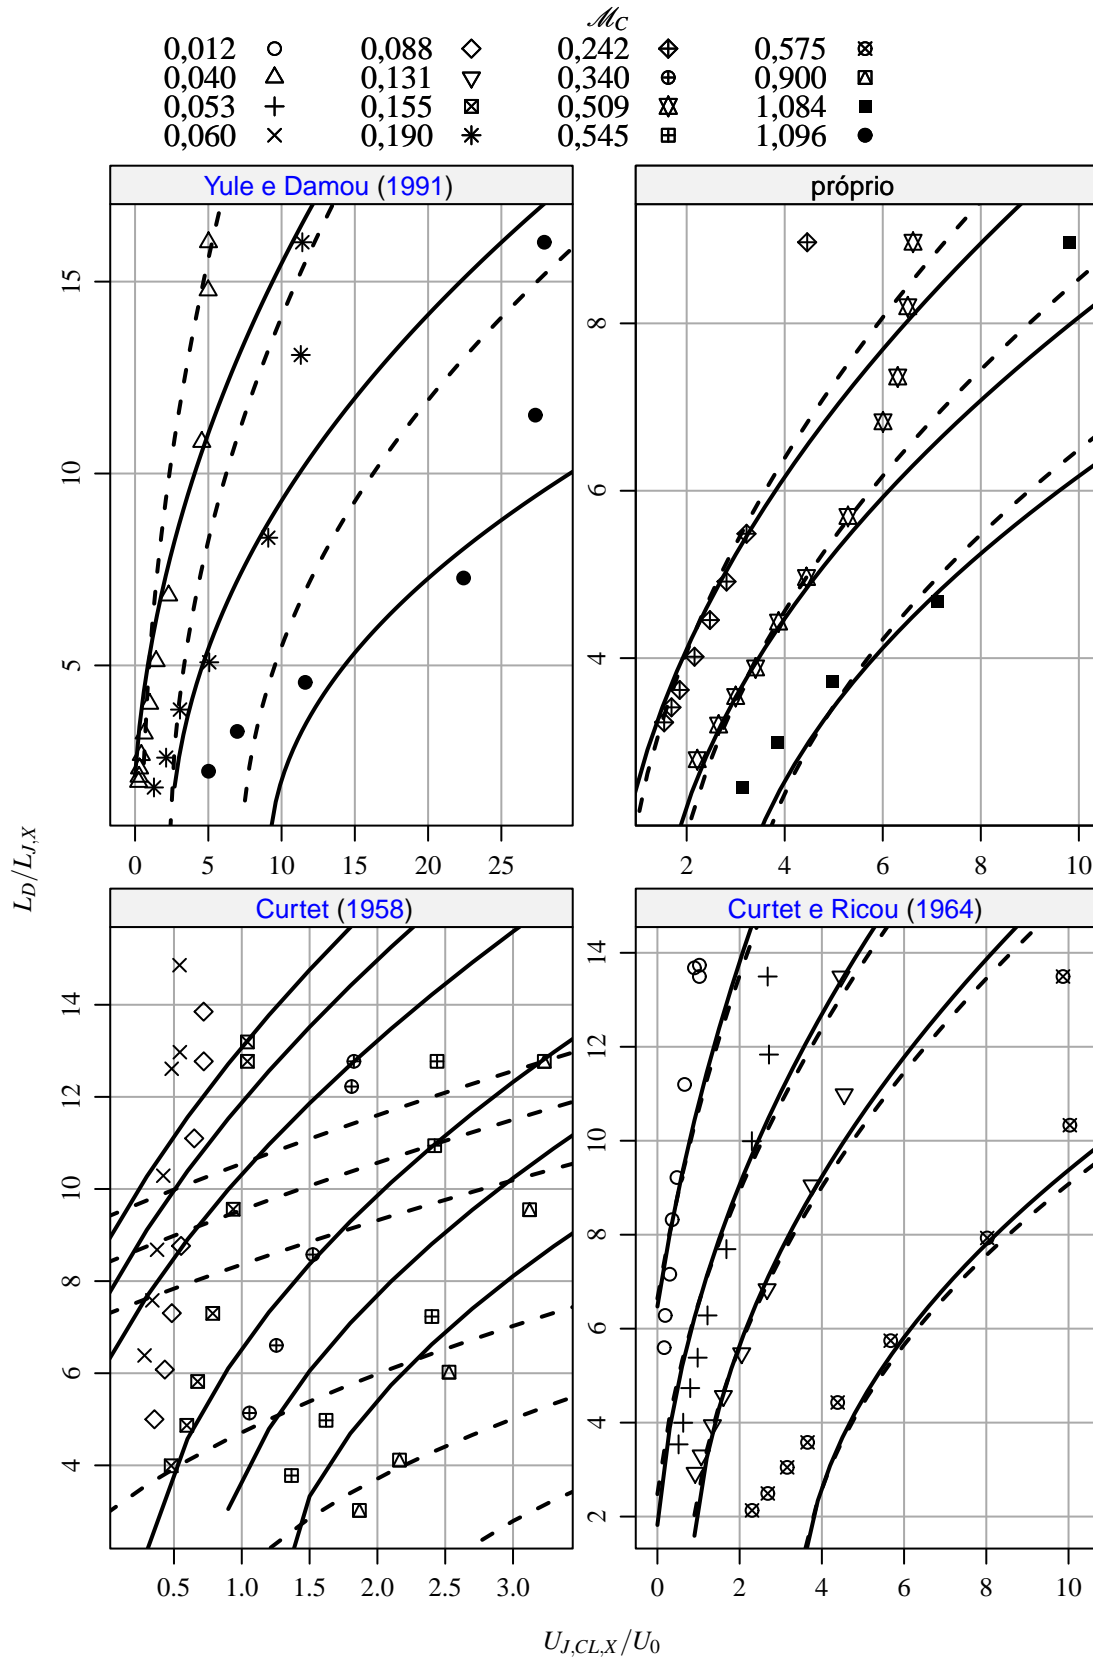 ℳC
0,012 0,088 0,242 0,575
0,040 0,131 0,340 0,900
0,053 0,155 0,509 1,084
0,060 0,190 0,545 1,096
Yule e Damou (1991)
próprio
15
10
5
0 5 10 15 20 25
8
6
4
2 4 6 8 10
L_D/L_{J,X}
Curtet (1958)
Curtet e Ricou (1964)
14
12
10
8
6
4
0.5 1.0 1.5 2.0 2.5 3.0
14
12
10
8
6
4
2
0 2 4 6 8 10
U_{J,CL,X}/U_0